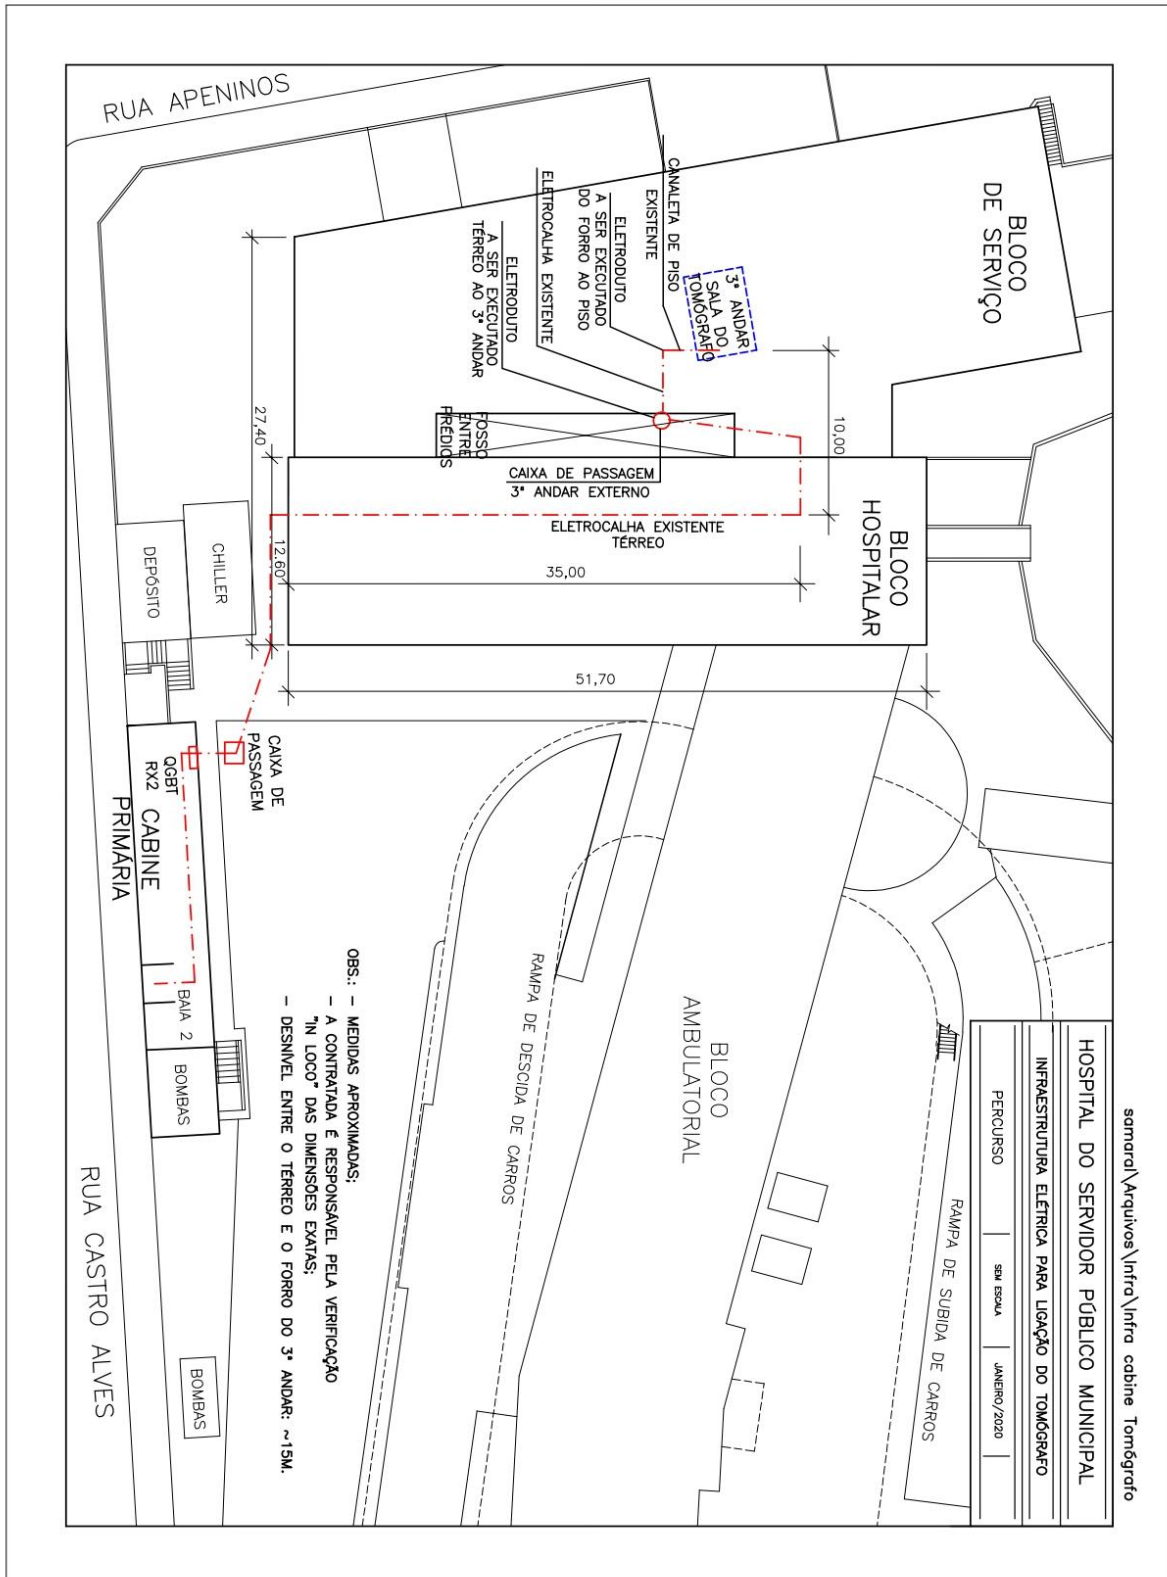 samaral\Arquivos\Infra\Infra cabine Tomógrafo
HOSPITAL DO SERVIDOR PÚBLICO MUNICIPAL
INFRAESTRUTURA ELÉTRICA PARA LIGAÇÃO DO TOMÓGRAFO
PERCURSO
SEM ESCALA
JANEIRO/2020
RUA APENINOS
BLOCO
DE SERVIÇO
CANALETA DE PISO
EXISTENTE
ELETRODUTO
A SER EXECUTADO
DO FORRO AO PISO
ELETROCALHA EXISTENTE
ELETRODUTO
A SER EXECUTADO
TÉRREO AO 3º ANDAR
3º ANDAR
SALA DO
TOMÓGRAFO
10,00
FOSSO
ENTRE
PRÉDIOS
27,40
CAIXA DE PASSAGEM
3º ANDAR EXTERNO
ELETROCALHA EXISTENTE
TÉRREO
BLOCO
HOSPITALAR
12.60
35,00
51,70
CHILLER
DEPÓSITO
CAIXA DE
PASSAGEM
QGBT
RX2
CABINE
PRIMÁRIA
BAIA 2
BOMBAS
BOMBAS
RAMPA DE DESCIDA DE CARROS
BLOCO
AMBULATORIAL
RAMPA DE SUBIDA DE CARROS
OBS.: - MEDIDAS APROXIMADAS;
- A CONTRATADA É RESPONSÁVEL PELA VERIFICAÇÃO
"IN LOCO" DAS DIMENSÕES EXATAS;
- DESNÍVEL ENTRE O TÉRREO E O FORRO DO 3º ANDAR: ~15M.
RUA CASTRO ALVES